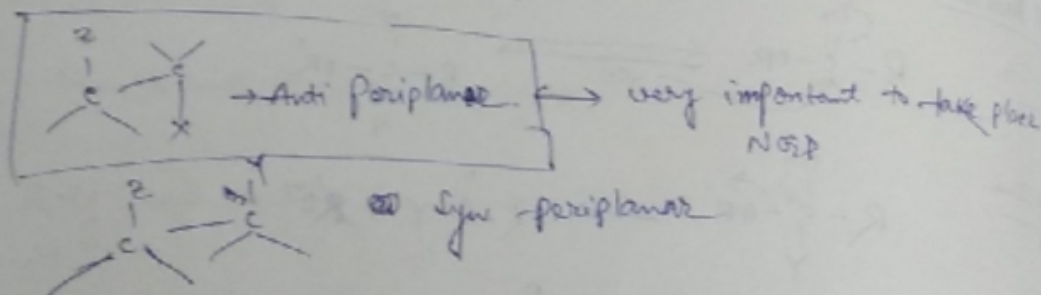 Z
C C → Anti Periplanar → very important to take place
X NGP
Z X
C C Syn-periplanar